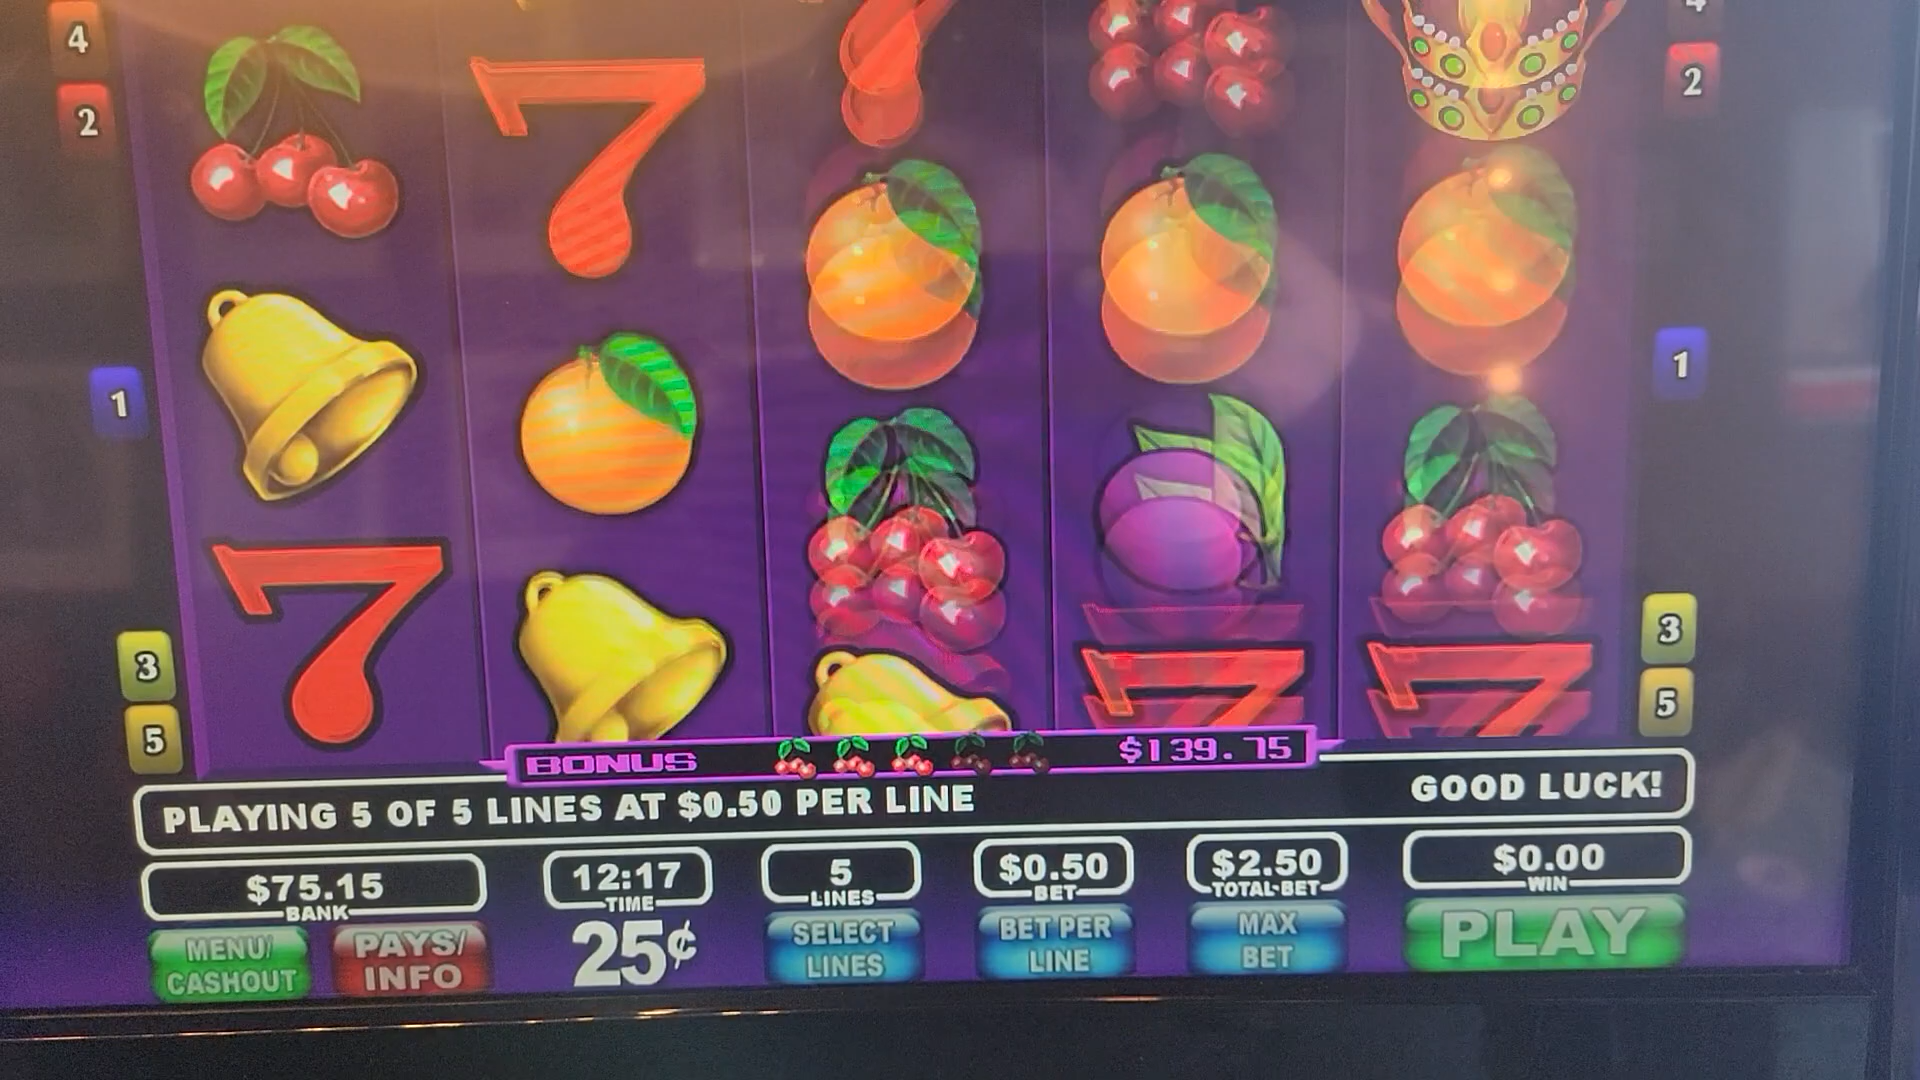 4
4
2
2
1
1
3
3
5
5
BONUS $139.75
PLAYING 5 OF 5 LINES AT $0.50 PER LINE GOOD LUCK!
$75.15 12:17 5 $0.50 $2.50 $0.00
BANK TIME LINES BET TOTAL BET WIN
MENU/
CASHOUT
PAYS/
INFO
25¢
SELECT
LINES
BET PER
LINE
MAX
BET
PLAY